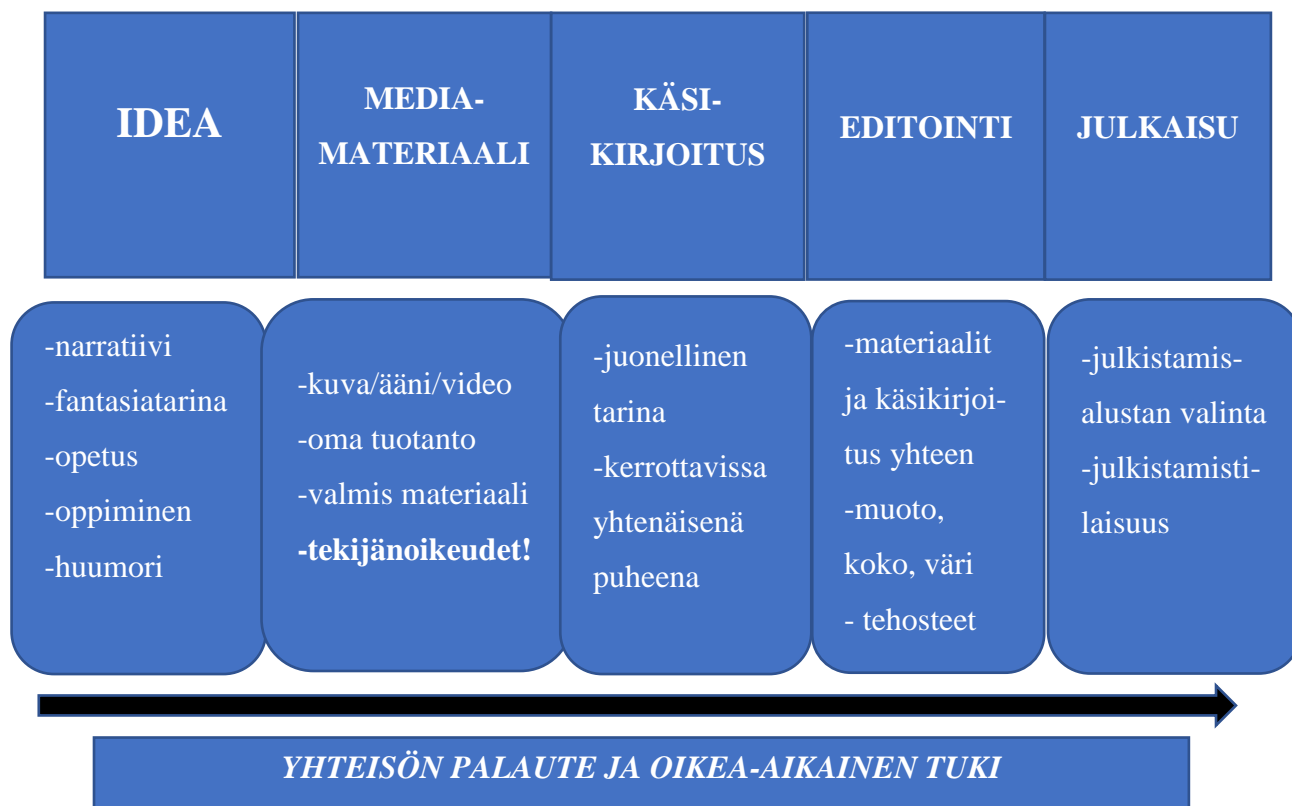 IDEA
MEDIA-
MATERIAALI
KÄSI-
KIRJOITUS
EDITOINTI
JULKAISU
-narratiivi
-fantasiatarina
-opetus
-oppiminen
-huumori
-kuva/ääni/video
-oma tuotanto
-valmis materiaali
-tekijänoikeudet!
-juonellinen
tarina
-kerrottavissa
yhtenäisenä
puheena
-materiaalit
ja käsikirjoi-
tus yhteen
-muoto,
koko, väri
- tehosteet
-julkistamis-
alustan valinta
-julkistamisti-
laisuus
YHTEISÖN PALAUTE JA OIKEA-AIKAINEN TUKI